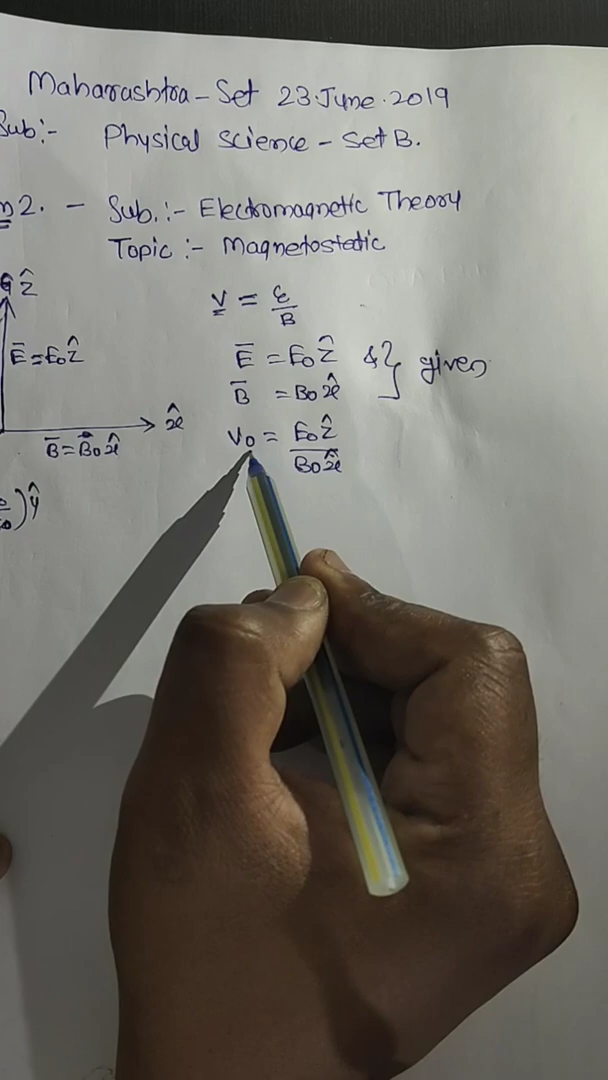 Maharashtra - Set 23 June. 2019
Sub:- Physical science - Set B.
2. - Sub.:- Electromagnetic Theory
Topic :- Magnetostatic
ẑ
E̅ = E₀ẑ
x̂
B̅ = B₀x̂
)ŷ
v = ε/B
E̅ = E₀ẑ & } given
B̅ = B₀x̂
v₀ = E₀ẑ/B₀x̂